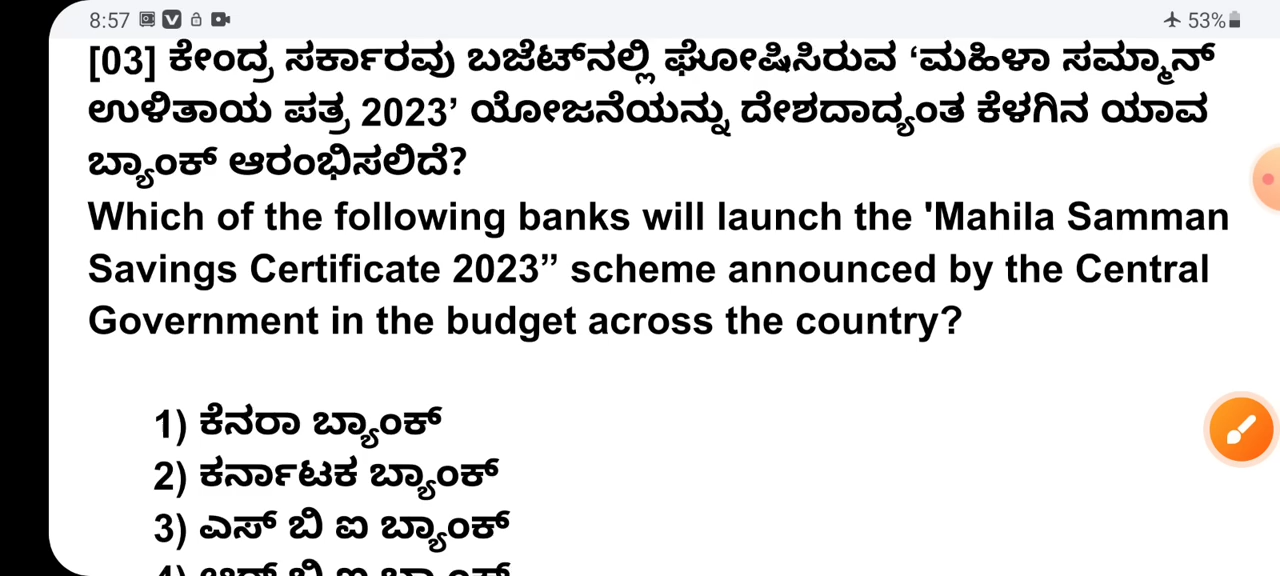 8:57 53%
[03] ಕೇಂದ್ರ ಸರ್ಕಾರವು ಬಜೆಟ್‌ನಲ್ಲಿ ಘೋಷಿಸಿರುವ ‘ಮಹಿಳಾ ಸಮ್ಮಾನ್
ಉಳಿತಾಯ ಪತ್ರ 2023’ ಯೋಜನೆಯನ್ನು ದೇಶದಾದ್ಯಂತ ಕೆಳಗಿನ ಯಾವ
ಬ್ಯಾಂಕ್ ಆರಂಭಿಸಲಿದೆ?
Which of the following banks will launch the 'Mahila Samman
Savings Certificate 2023” scheme announced by the Central
Government in the budget across the country?
1) ಕೆನರಾ ಬ್ಯಾಂಕ್
2) ಕರ್ನಾಟಕ ಬ್ಯಾಂಕ್
3) ಎಸ್ ಬಿ ಐ ಬ್ಯಾಂಕ್
4) ಆರ್ ಬಿ ಐ ಬ್ಯಾಂಕ್